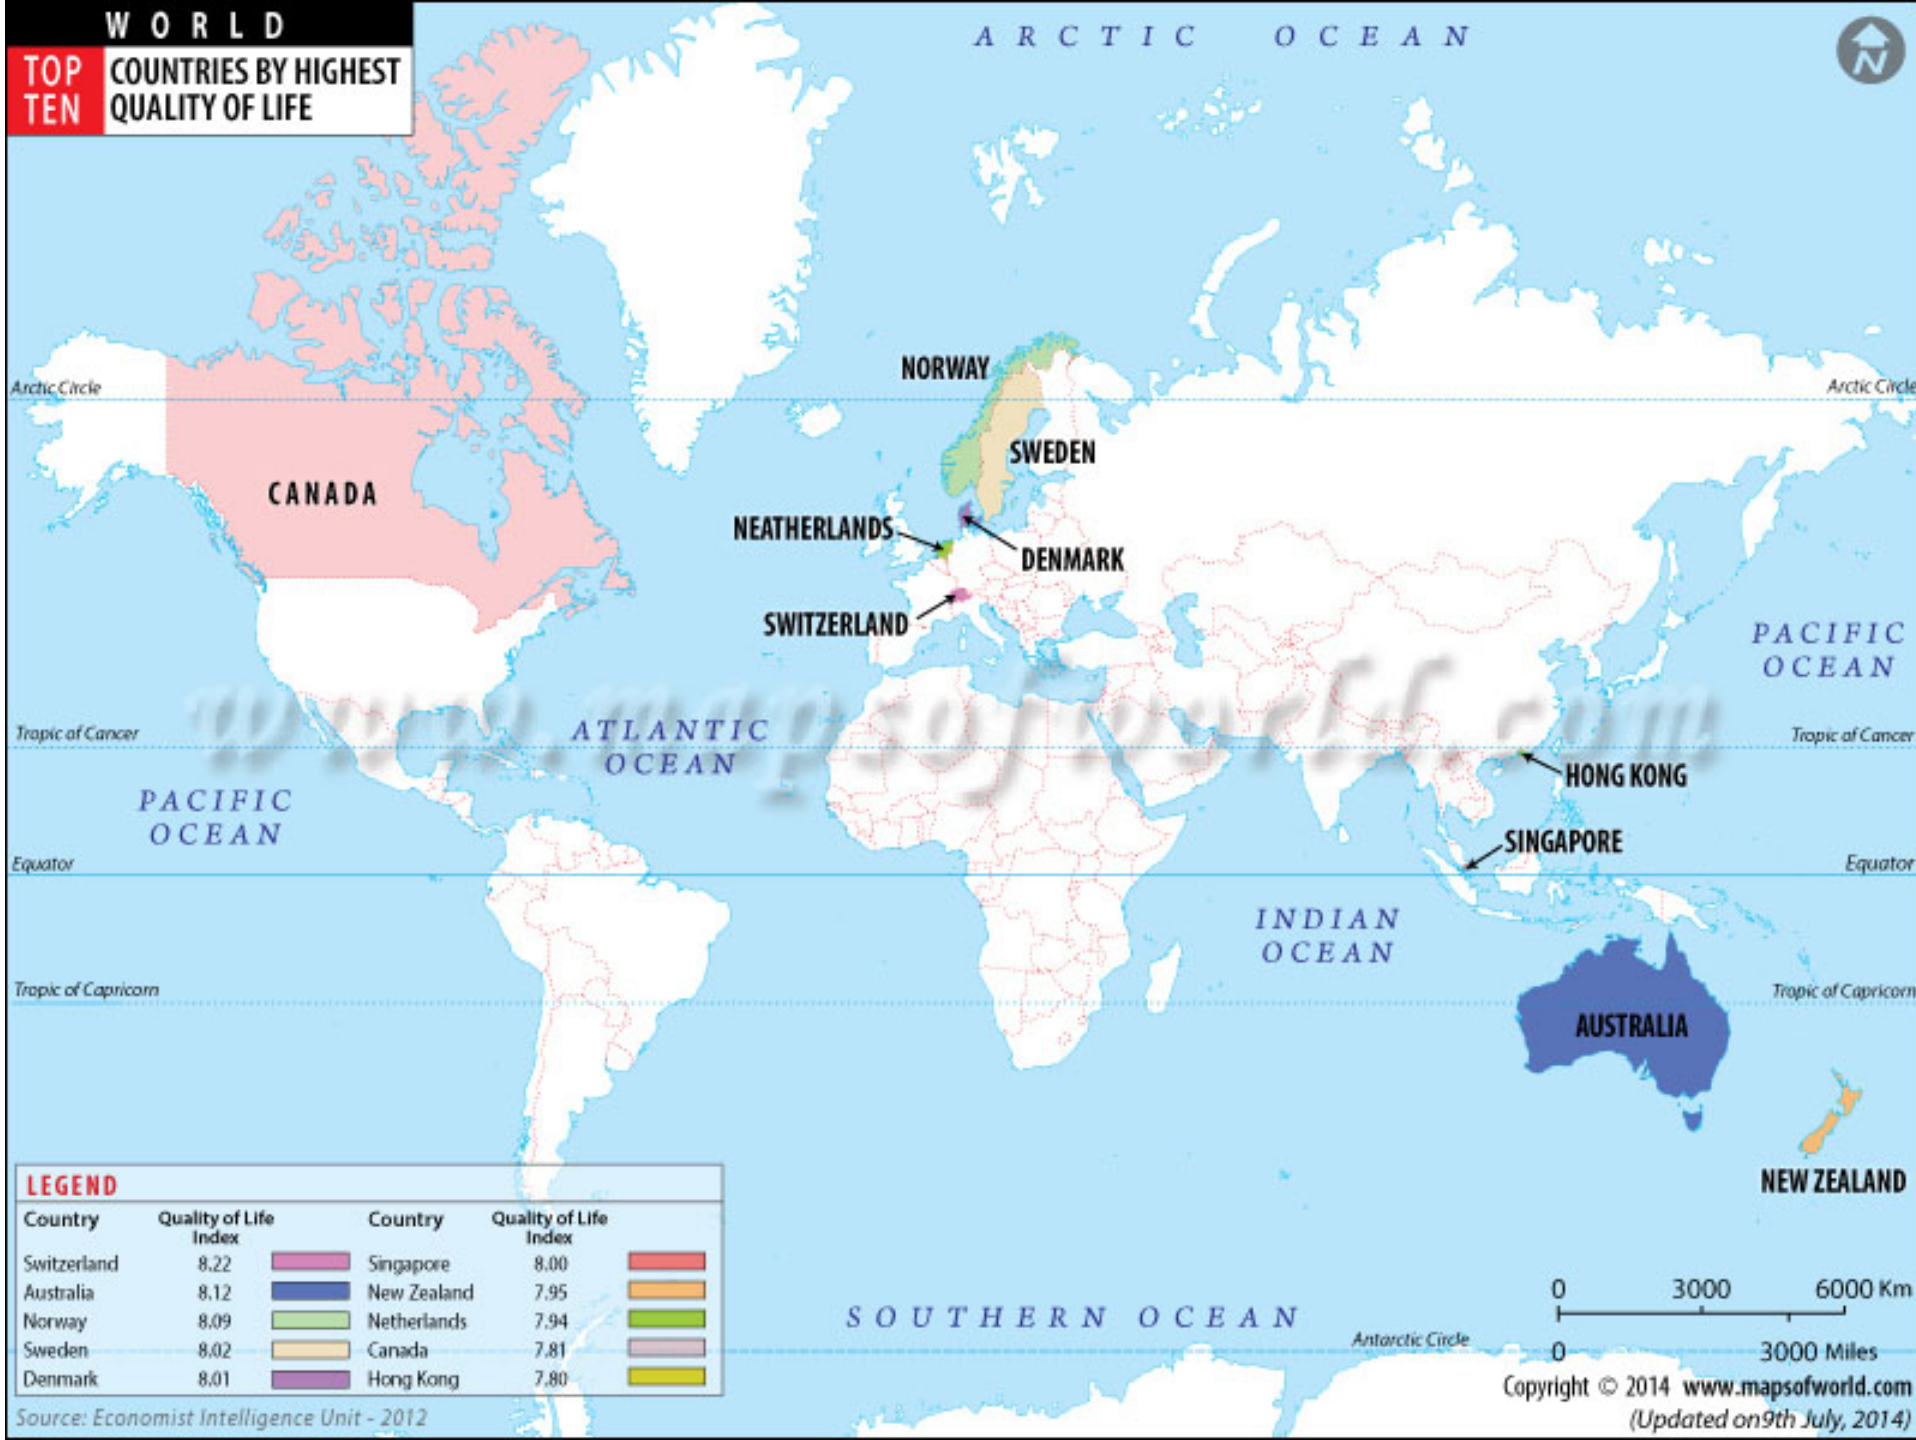 WORLD
TOP TEN
COUNTRIES BY HIGHEST
QUALITY OF LIFE
ARCTIC OCEAN
N
NORWAY
Arctic Circle
Arctic Circle
SWEDEN
CANADA
NEATHERLANDS
DENMARK
SWITZERLAND
PACIFIC
OCEAN
www.mapsofworld.com
Tropic of Cancer
ATLANTIC
OCEAN
Tropic of Cancer
HONG KONG
PACIFIC
OCEAN
SINGAPORE
Equator
Equator
INDIAN
OCEAN
Tropic of Capricorn
Tropic of Capricorn
AUSTRALIA
NEW ZEALAND
LEGEND
Country Quality of Life Index Country Quality of Life Index
Switzerland 8.22 Singapore 8.00
Australia 8.12 New Zealand 7.95
Norway 8.09 Netherlands 7.94
Sweden 8.02 Canada 7.81
Denmark 8.01 Hong Kong 7.80
Source: Economist Intelligence Unit - 2012
SOUTHERN OCEAN
Antarctic Circle
0 3000 6000 Km
0 3000 Miles
Copyright © 2014 www.mapsofworld.com
(Updated on9th July, 2014)